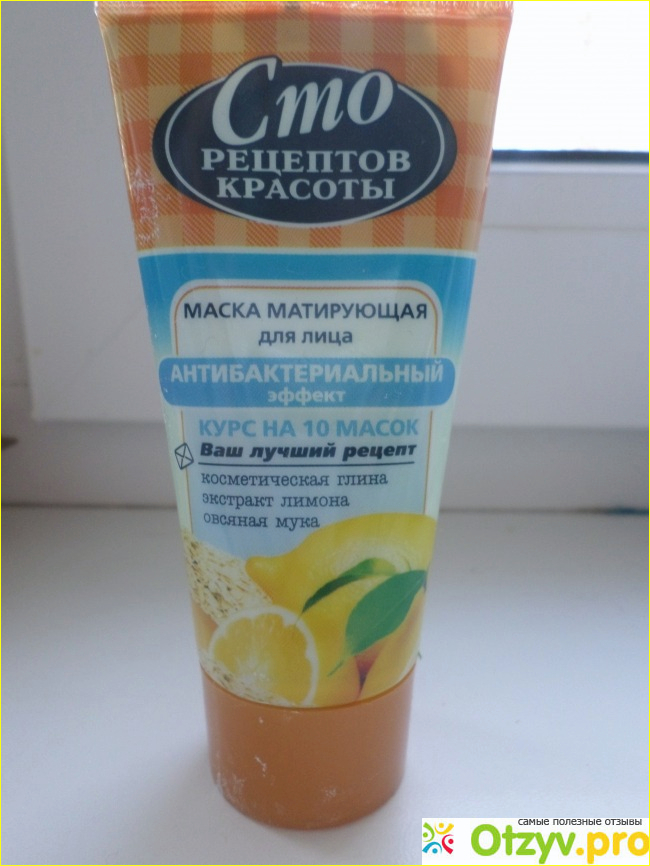 Сто
РЕЦЕПТОВ
КРАСОТЫ
МАСКА МАТИРУЮЩАЯ
ДЛЯ ЛИЦА
АНТИБАКТЕРИАЛЬНЫЙ
эффект
КУРС НА 10 МАСОК
Ваш лучший рецепт
косметическая глина
экстракт лимона
овсяная мука
самые полезные отзывы
Otzyv.pro